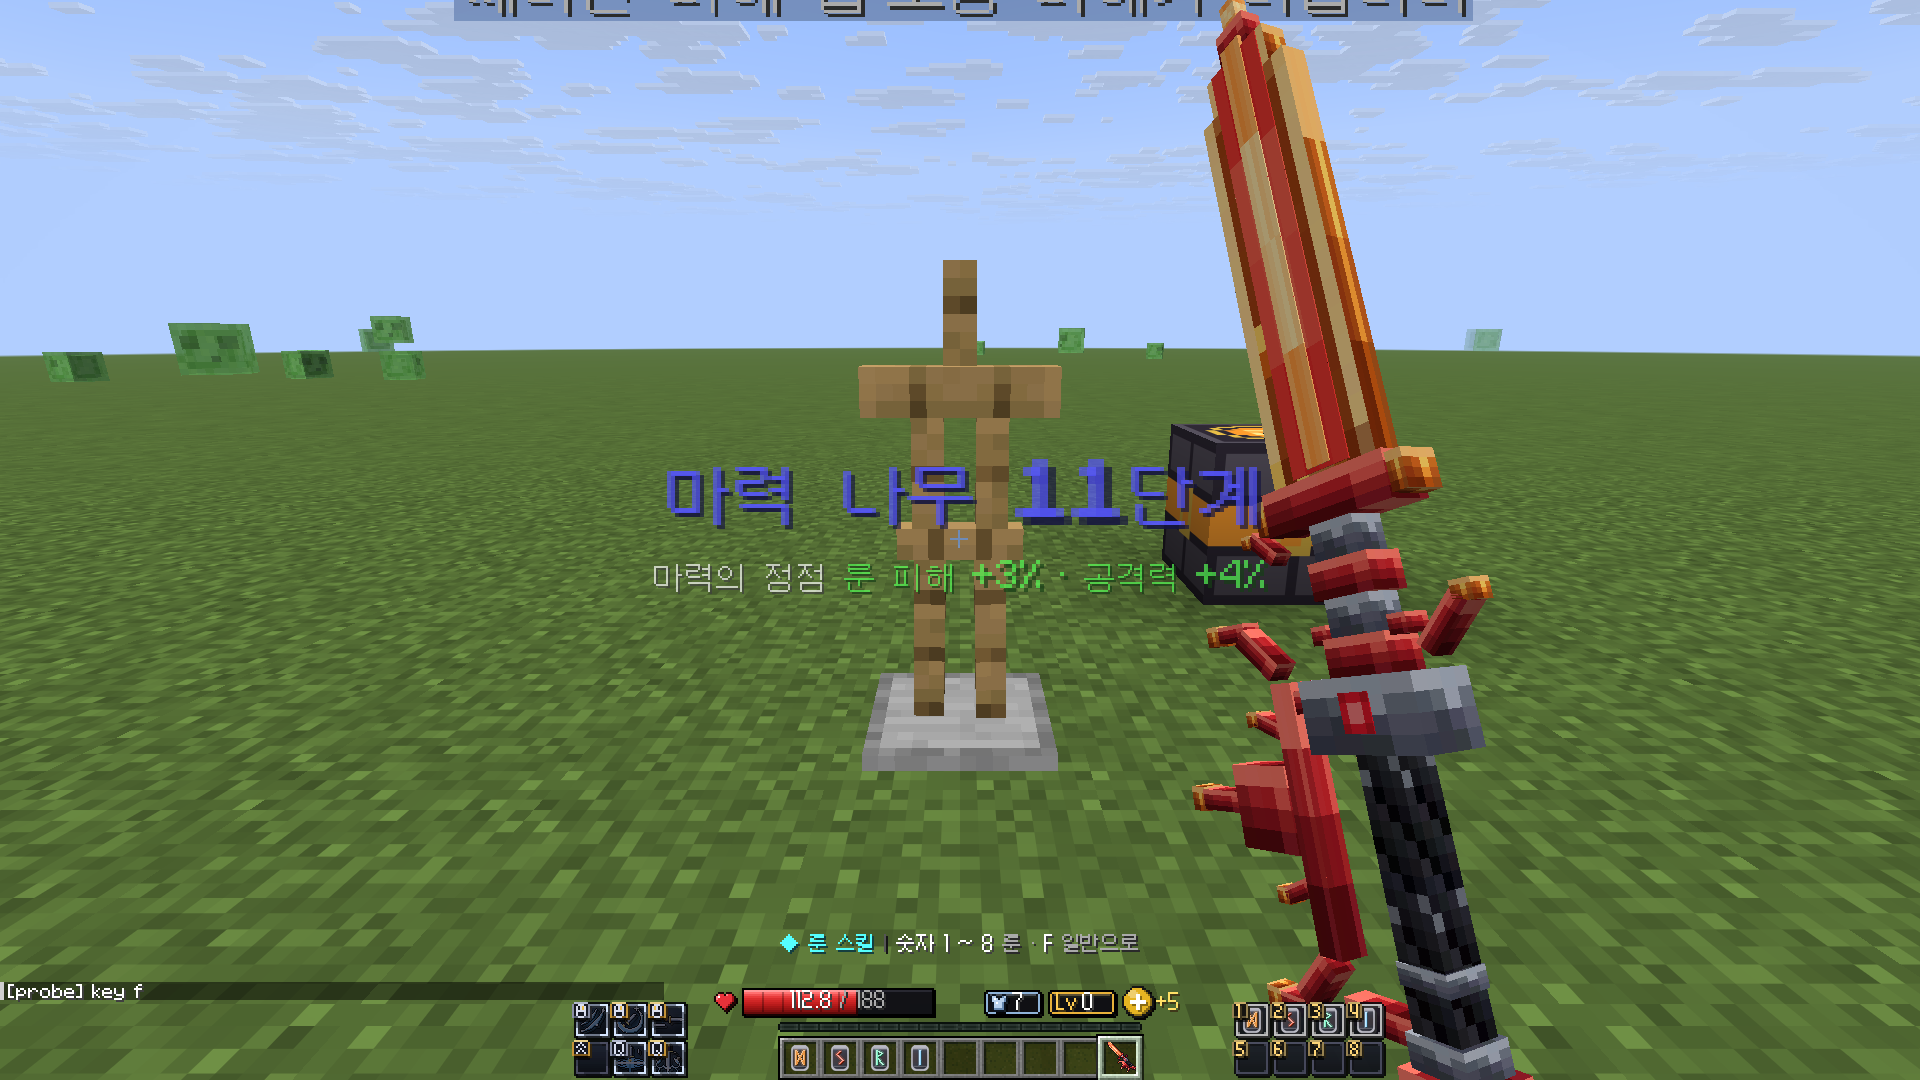 마력 나무 11단계
마력의 정점 룬 피해 +3% · 공격력 +4%
◆ 룬 스킬 | 숫자 1 ~ 8 룬 · F 일반으로
[probe] key f
112.8 / 188
7
Lv 0
+5
Q Q
1 2 3 4
5 6 7 8